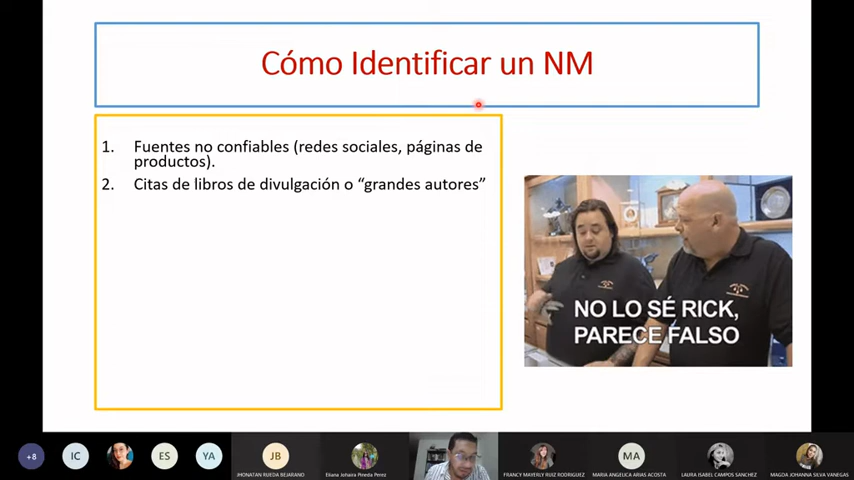 Cómo Identificar un NM
1. Fuentes no confiables (redes sociales, páginas de
productos).
2. Citas de libros de divulgación o “grandes autores”
NO LO SÉ RICK,
PARECE FALSO
+8
IC
ES
YA
JB
MA
JHONATAN RUEDA BEJARANO
Eliana Johaira Pineda Perez
FRANCY MAYERLY RUIZ RODRIGUEZ
MARIA ANGELICA ARIAS ACOSTA
LAURA ISABEL CAMPOS SANCHEZ
MAGDA JOHANNA SILVA VANEGAS